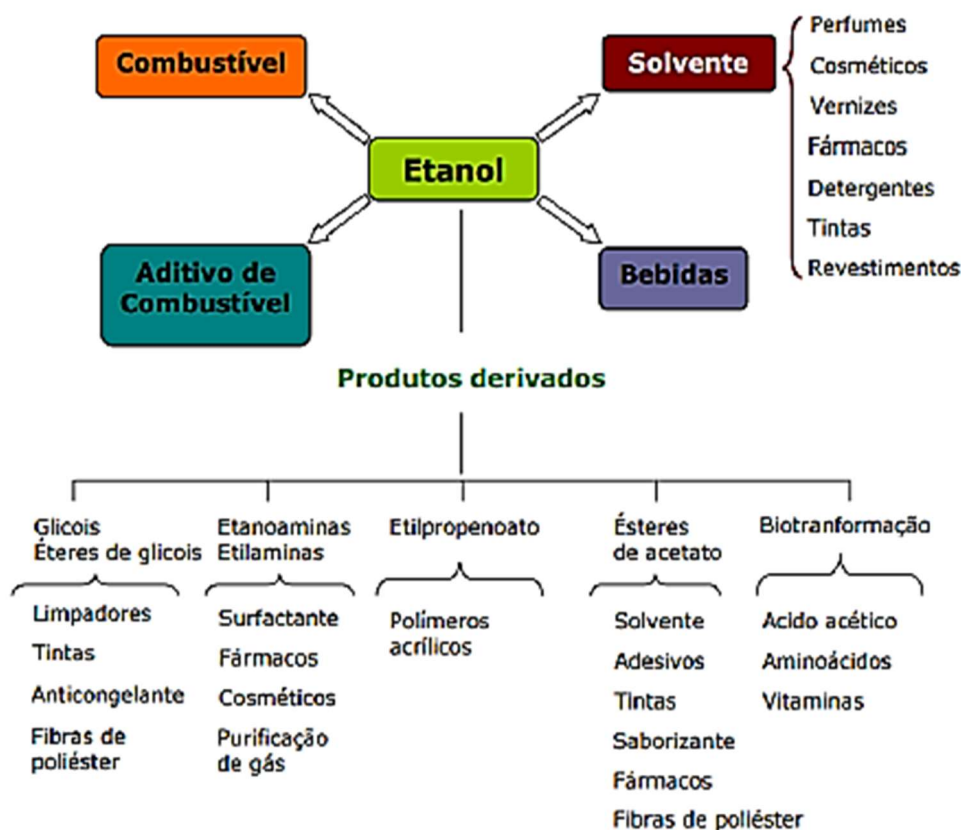 Combustível
Solvente
Perfumes
Cosméticos
Vernizes
Fármacos
Detergentes
Tintas
Revestimentos
Etanol
Aditivo de
Combustível
Bebidas
Produtos derivados
Glicois
Éteres de glicois
Limpadores
Tintas
Anticongelante
Fibras de
poliéster
Etanoaminas
Etilaminas
Surfactante
Fármacos
Cosméticos
Purificação
de gás
Etilpropenoato
Polímeros
acrílicos
Ésteres
de acetato
Solvente
Adesivos
Tintas
Saborizante
Fármacos
Fibras de poliéster
Biotranformação
Acido acético
Aminoácidos
Vitaminas